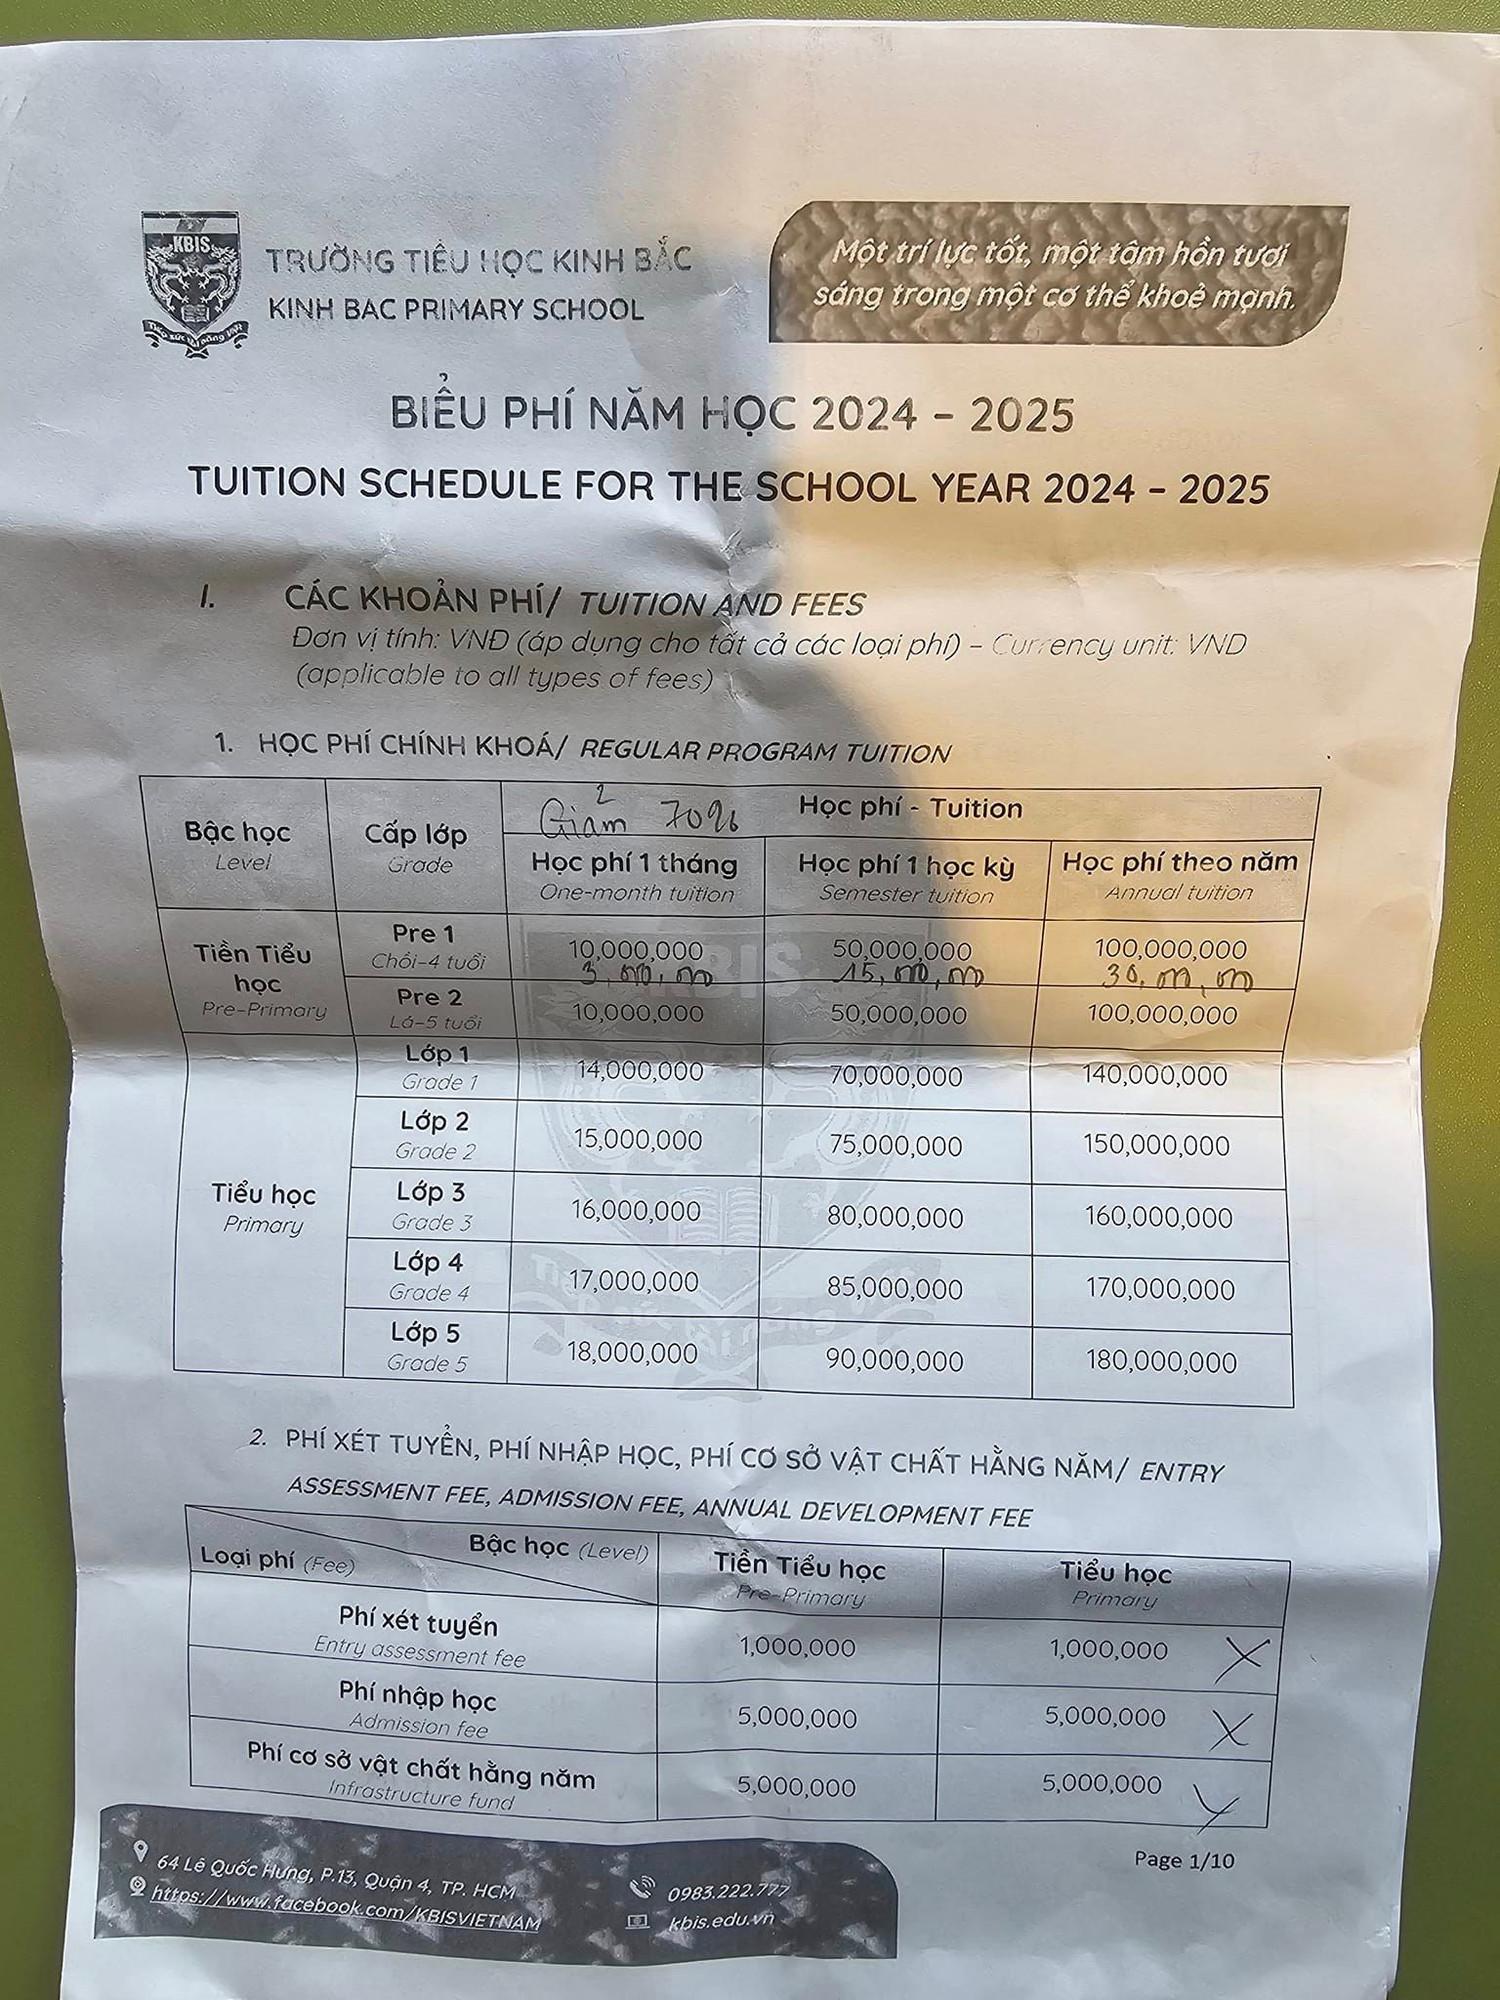 KBIS
TRƯỜNG TIỂU HỌC KINH BẮC
KINH BAC PRIMARY SCHOOL
Một trí lực tốt, một tâm hồn tươi
sáng trong một cơ thể khoẻ mạnh.
BIỂU PHÍ NĂM HỌC 2024 – 2025
TUITION SCHEDULE FOR THE SCHOOL YEAR 2024 – 2025
I. CÁC KHOẢN PHÍ/ TUITION AND FEES
Đơn vị tính: VNĐ (áp dụng cho tất cả các loại phí) – Currency unit: VND
(applicable to all types of fees)
1. HỌC PHÍ CHÍNH KHOÁ/ REGULAR PROGRAM TUITION
Bậc học Cấp lớp Giảm 70% Học phí - Tuition
Level Grade Học phí 1 tháng Học phí 1 học kỳ Học phí theo năm
One-month tuition Semester tuition Annual tuition
Tiền Tiểu học Pre 1 10,000,000 50,000,000 100,000,000
Pre-Primary Chồi-4 tuổi 3,000,000 15,000,000 30,000,000
Pre 2 10,000,000 50,000,000 100,000,000
Lá-5 tuổi
Tiểu học Lớp 1 14,000,000 70,000,000 140,000,000
Primary Grade 1
Lớp 2 15,000,000 75,000,000 150,000,000
Grade 2
Lớp 3 16,000,000 80,000,000 160,000,000
Grade 3
Lớp 4 17,000,000 85,000,000 170,000,000
Grade 4
Lớp 5 18,000,000 90,000,000 180,000,000
Grade 5
2. PHÍ XÉT TUYỂN, PHÍ NHẬP HỌC, PHÍ CƠ SỞ VẬT CHẤT HẰNG NĂM/ ENTRY
ASSESSMENT FEE, ADMISSION FEE, ANNUAL DEVELOPMENT FEE
Loại phí (Fee) Bậc học (Level) Tiền Tiểu học Tiểu học
Pre-Primary Primary
Phí xét tuyển 1,000,000 1,000,000
Entry assessment fee
Phí nhập học 5,000,000 5,000,000
Admission fee
Phí cơ sở vật chất hằng năm 5,000,000 5,000,000
Infrastructure fund
Page 1/10
64 Lê Quốc Hưng, P.13, Quận 4, TP. HCM 0983.222.777
https://www.facebook.com/KBISVIETNAM kbis.edu.vn